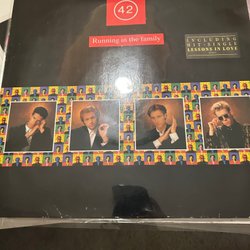 42
Running in the family
INCLUDING
HIT-SINGLE
LESSONS IN LOVE